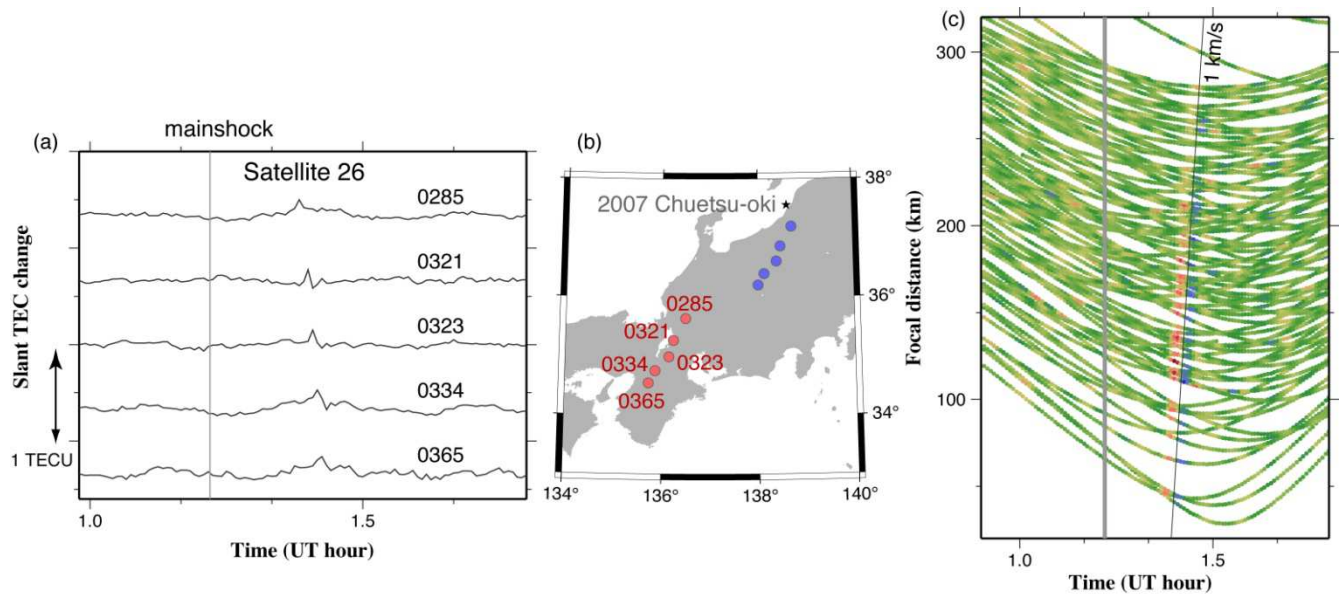 (a)
mainshock
Satellite 26
0285
0321
0323
0334
0365
Slant TEC change
1 TECU
1.0
1.5
Time (UT hour)
(b)
2007 Chuetsu-oki
38°
36°
34°
0285
0321
0334
0323
0365
134°
136°
138°
140°
(c)
1 km/s
300
200
100
Focal distance (km)
1.0
1.5
Time (UT hour)